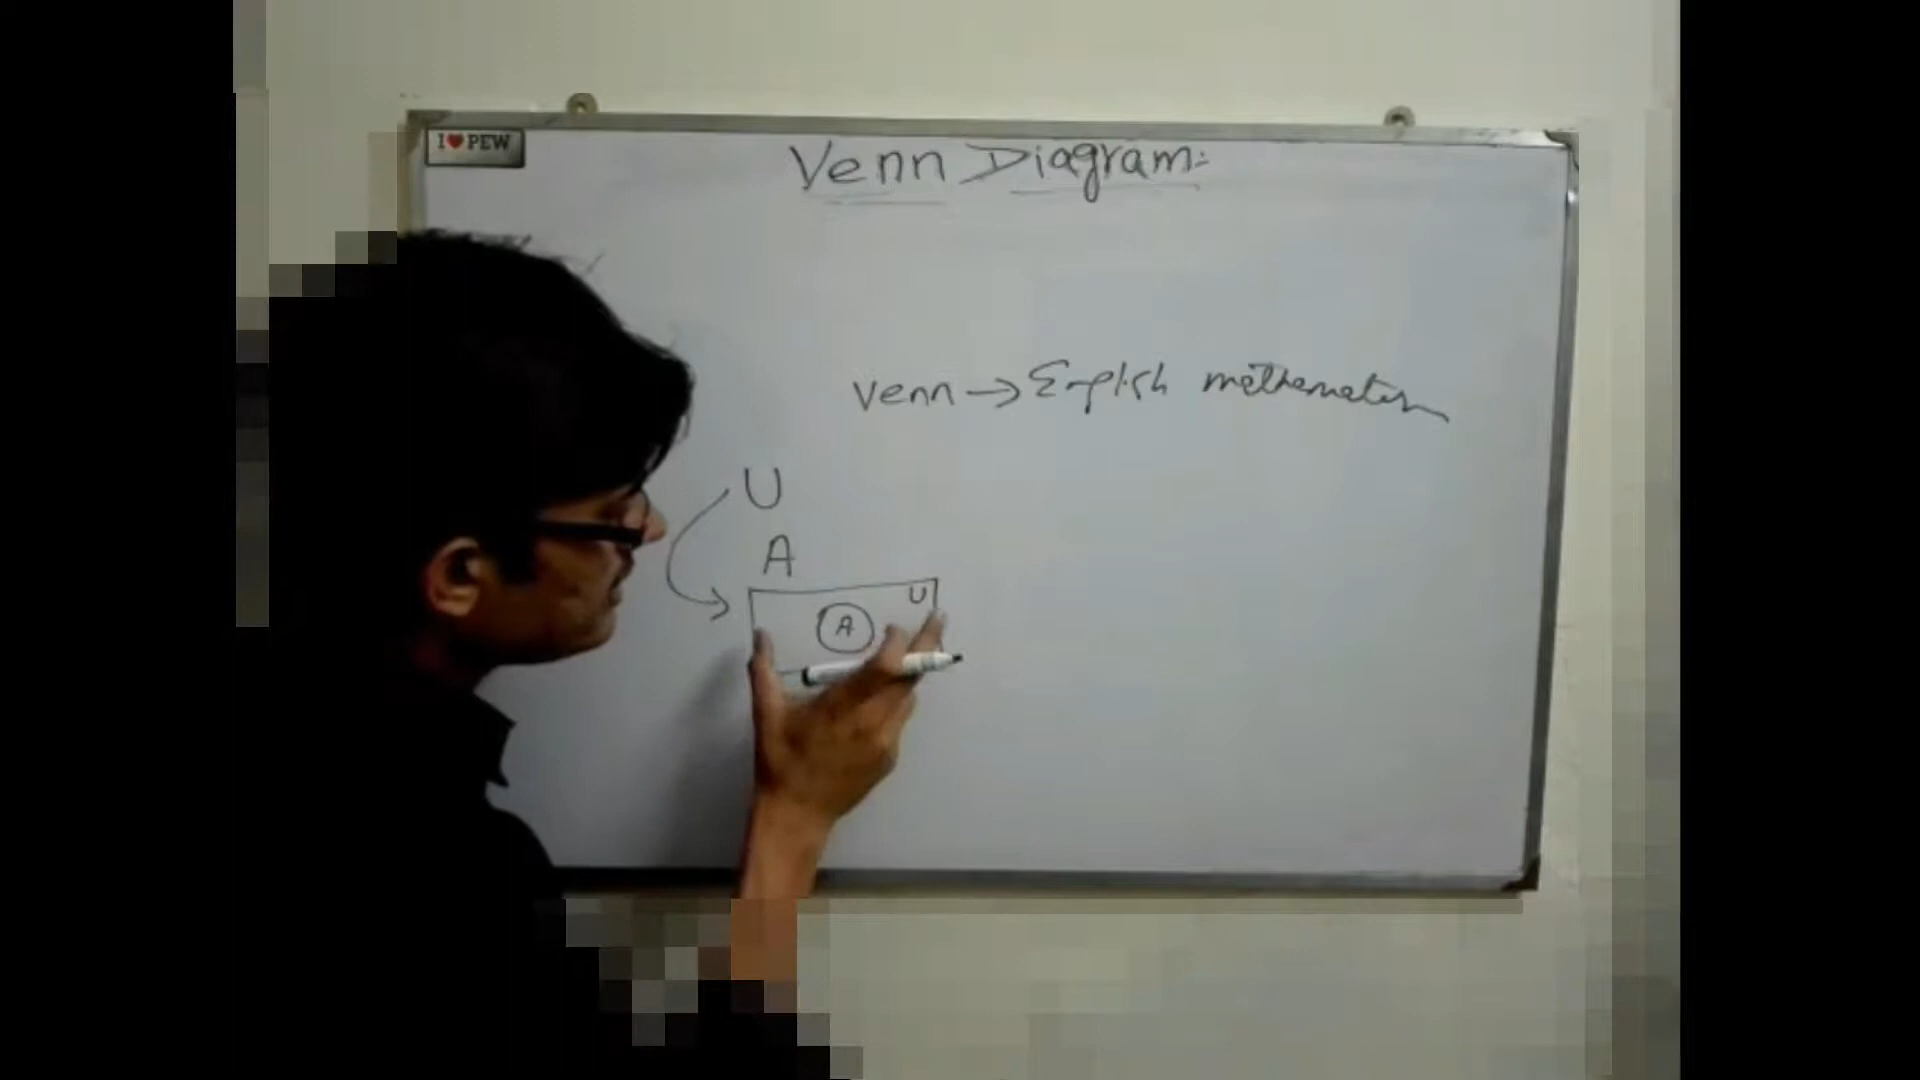 I ❤ PEW
Venn Diagram:
Venn → English mathematician
U
A
U
A